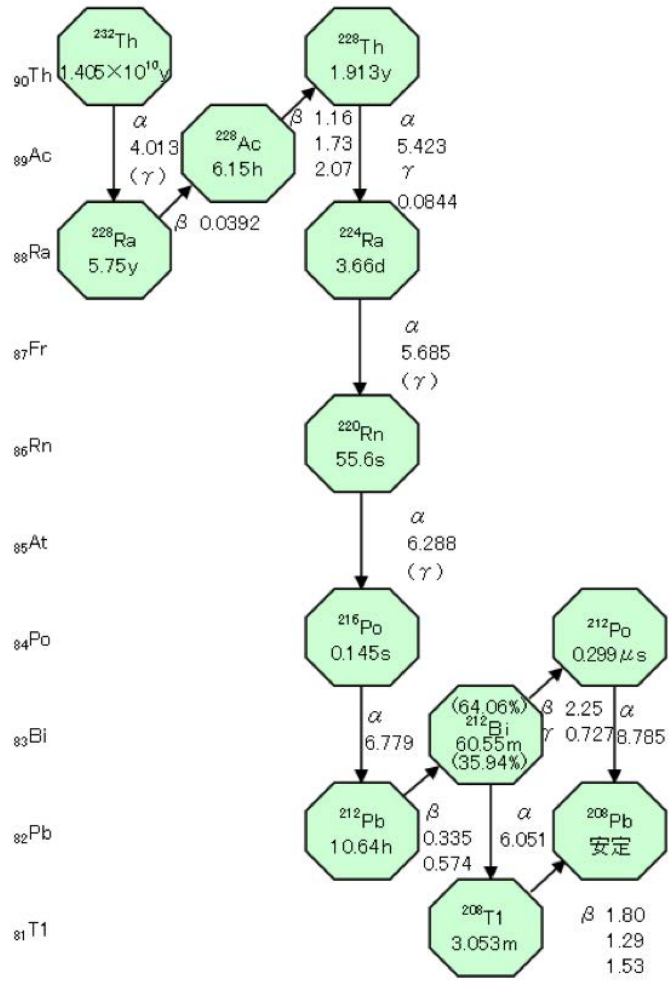 ²³²Th
1.405×10¹⁰y
²²⁸Th
1.913y
₉₀Th
α
4.013
(γ)
²²⁸Ac
6.15h
β 1.16
1.73
2.07
α
5.423
γ
0.0844
₈₉Ac
²²⁸Ra
5.75y
β 0.0392
²²⁴Ra
3.66d
₈₈Ra
α
5.685
(γ)
₈₇Fr
²²⁰Rn
55.6s
₈₆Rn
α
6.288
(γ)
₈₅At
²¹⁶Po
0.145s
²¹²Po
0.299μs
₈₄Po
α
6.779
(64.06%)
²¹²Bi
60.55m
(35.94%)
β 2.25
γ 0.727
α
8.785
₈₃Bi
²¹²Pb
10.64h
β
0.335
0.574
α
6.051
²⁰⁸Pb
安定
₈₂Pb
²⁰⁸T1
3.053m
β 1.80
1.29
1.53
₈₁T1